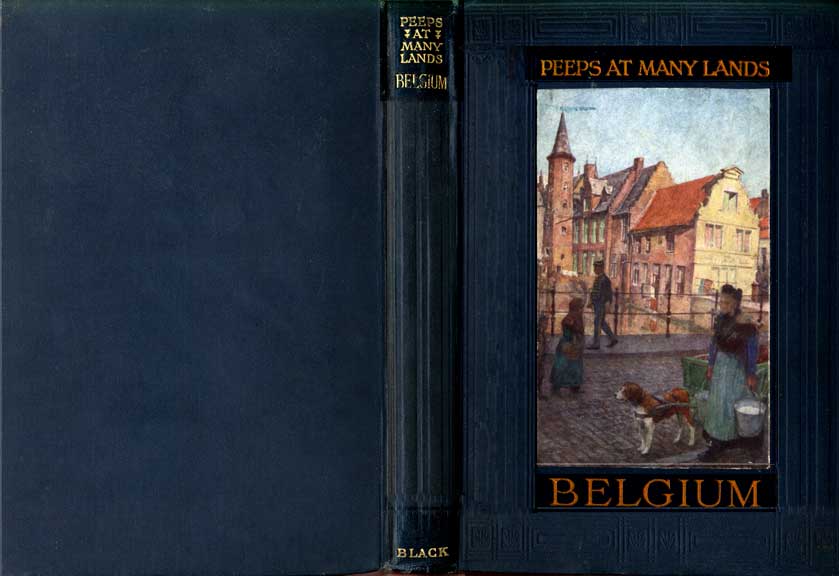 PEEPS
AT
MANY
LANDS
BELGIUM
BLACK
PEEPS AT MANY LANDS
BELGIUM